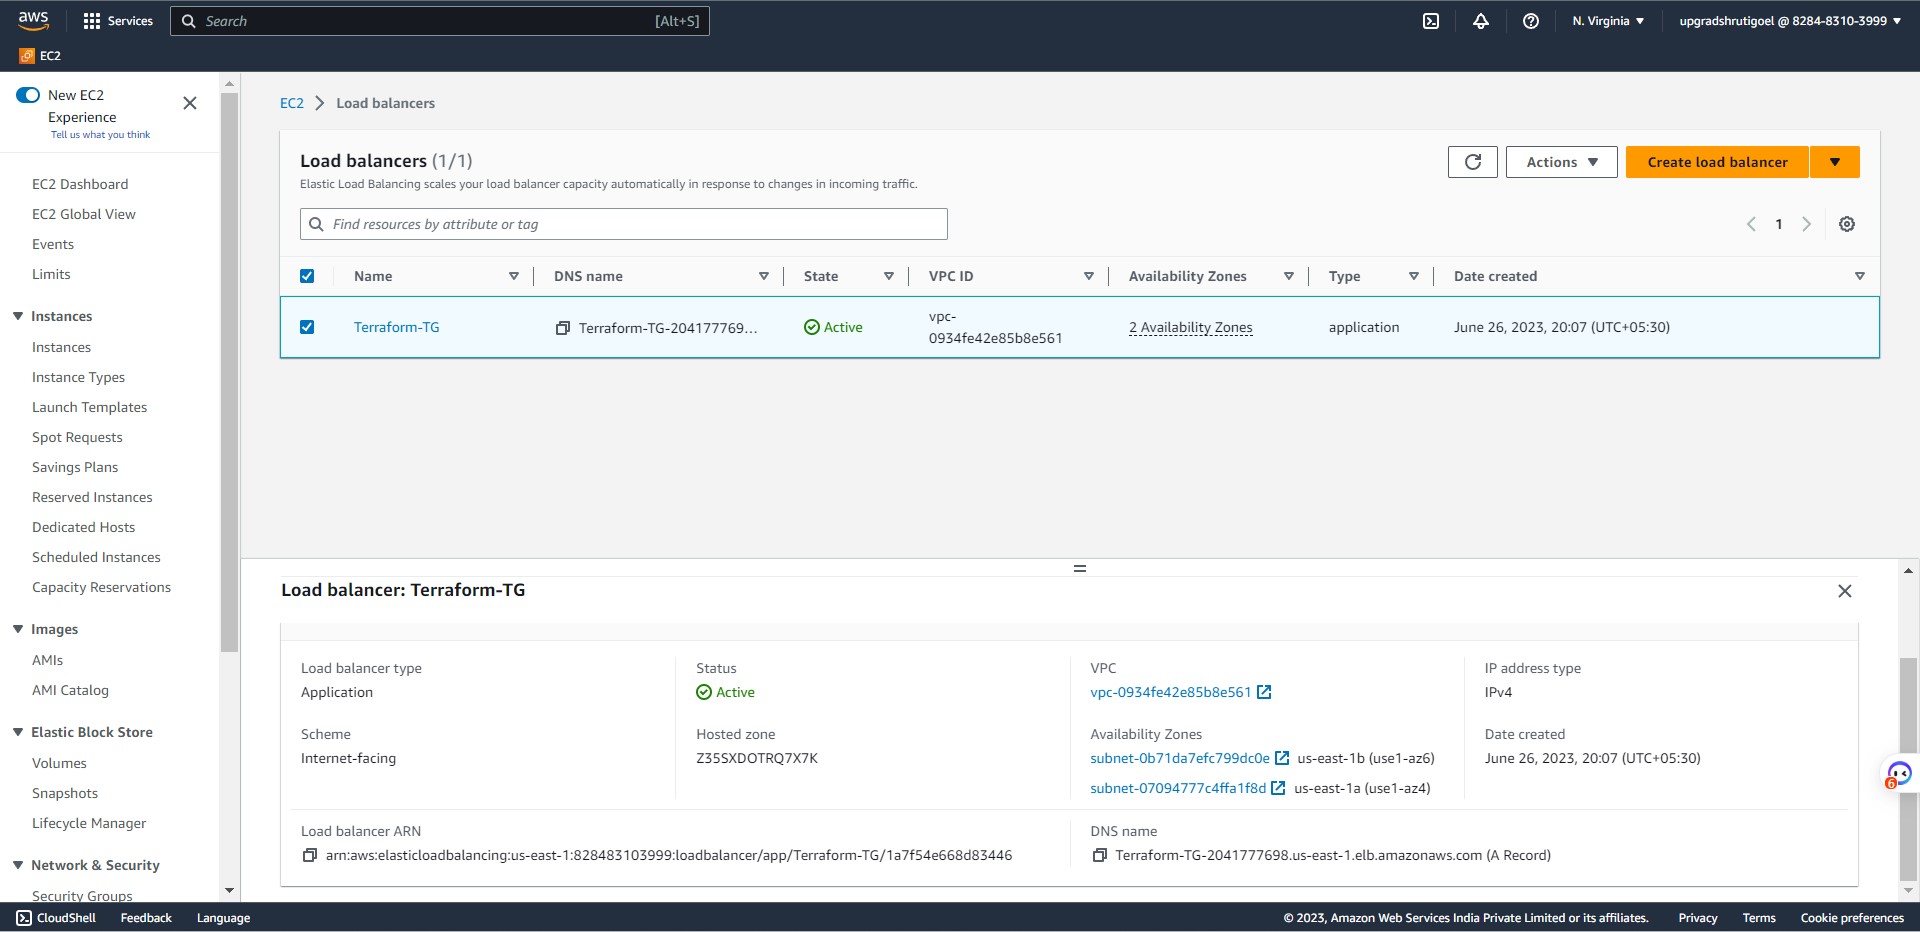 aws
Services
Search
[Alt+S]
N. Virginia
upgradshrutigoel @ 8284-8310-3999
EC2
New EC2
Experience
Tell us what you think
EC2 Dashboard
EC2 Global View
Events
Limits
Instances
Instances
Instance Types
Launch Templates
Spot Requests
Savings Plans
Reserved Instances
Dedicated Hosts
Scheduled Instances
Capacity Reservations
Images
AMIs
AMI Catalog
Elastic Block Store
Volumes
Snapshots
Lifecycle Manager
Network & Security
Security Groups
EC2 > Load balancers
Load balancers (1/1)
Elastic Load Balancing scales your load balancer capacity automatically in response to changes in incoming traffic.
Actions
Create load balancer
Find resources by attribute or tag
1
Name DNS name State VPC ID Availability Zones Type Date created
Terraform-TG Terraform-TG-204177769... Active vpc-
0934fe42e85b8e561 2 Availability Zones application June 26, 2023, 20:07 (UTC+05:30)
Load balancer: Terraform-TG
Load balancer type
Application
Status
Active
VPC
vpc-0934fe42e85b8e561
IP address type
IPv4
Scheme
Internet-facing
Hosted zone
Z35SXDOTRQ7X7K
Availability Zones
subnet-0b71da7efc799dc0e us-east-1b (use1-az6)
subnet-07094777c4ffa1f8d us-east-1a (use1-az4)
Date created
June 26, 2023, 20:07 (UTC+05:30)
Load balancer ARN
arn:aws:elasticloadbalancing:us-east-1:828483103999:loadbalancer/app/Terraform-TG/1a7f54e668d83446
DNS name
Terraform-TG-2041777698.us-east-1.elb.amazonaws.com (A Record)
6
CloudShell
Feedback
Language
© 2023, Amazon Web Services India Private Limited or its affiliates.
Privacy
Terms
Cookie preferences